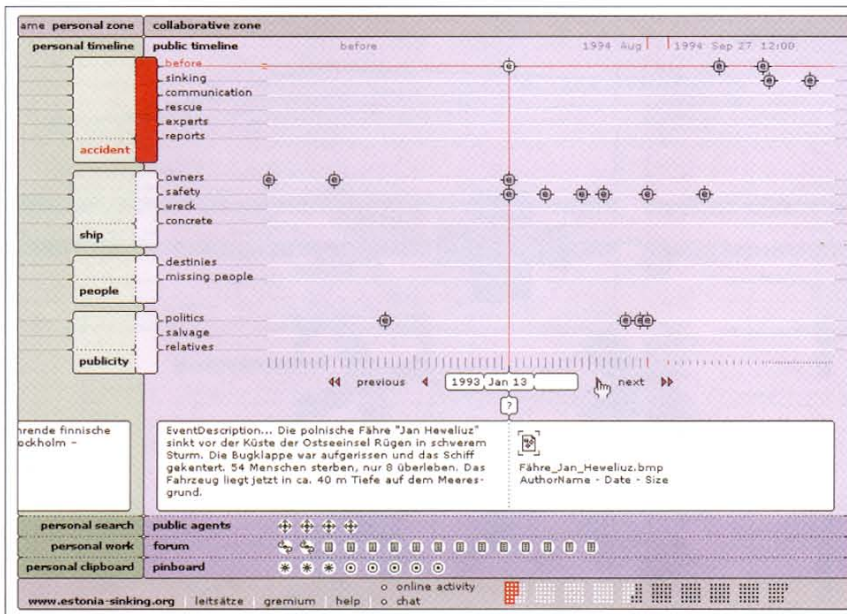 ame personal zone collaborative zone
personal timeline public timeline before 1994 Aug 1994 Sep 27 12:00
before
sinking
communication
rescue
experts
reports
accident
owners
safety
wreck
concrete
ship
destinies
missing people
people
politics
salvage
relatives
publicity
previous 1993 Jan 13 next
?
hrende finnische
ockholm –
EventDescription... Die polnische Fähre "Jan Heweliuz"
sinkt vor der Küste der Ostseeinsel Rügen in schwerem
Sturm. Die Bugklappe war aufgerissen und das Schiff
gekentert. 54 Menschen sterben, nur 8 überleben. Das
Fahrzeug liegt jetzt in ca. 40 m Tiefe auf dem Meeres-
grund.
Fähre_Jan_Heweliuz.bmp
AuthorName - Date - Size
personal search public agents
personal work forum
personal clipboard pinboard
www.estonia-sinking.org leitsätze gremium help
online activity
chat